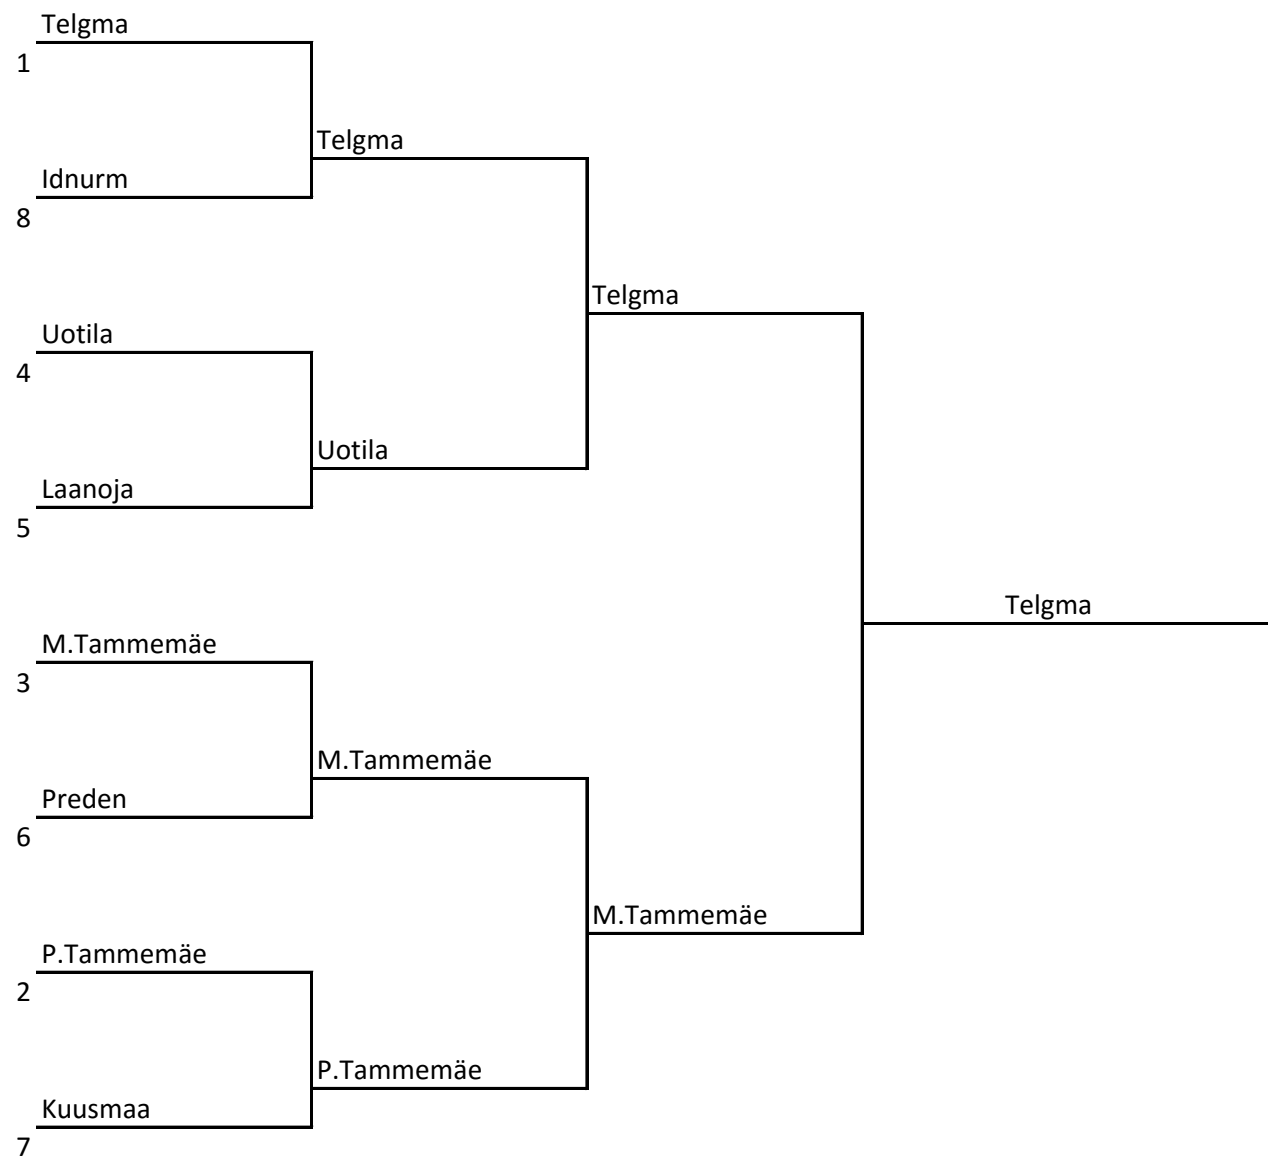 Telgma
1
Telgma
Idnurm
8
Telgma
Uotila
4
Uotila
Laanoja
5
Telgma
M.Tammemäe
3
M.Tammemäe
Preden
6
M.Tammemäe
P.Tammemäe
2
P.Tammemäe
Kuusmaa
7